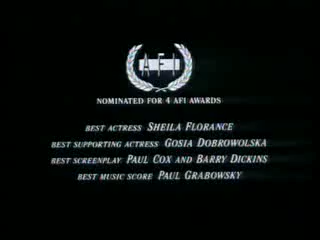 AFI
NOMINATED FOR 4 AFI AWARDS
BEST ACTRESS SHEILA FLORANCE
BEST SUPPORTING ACTRESS GOSIA DOBROWOLSKA
BEST SCREENPLAY PAUL COX AND BARRY DICKINS
BEST MUSIC SCORE PAUL GRABOWSKY